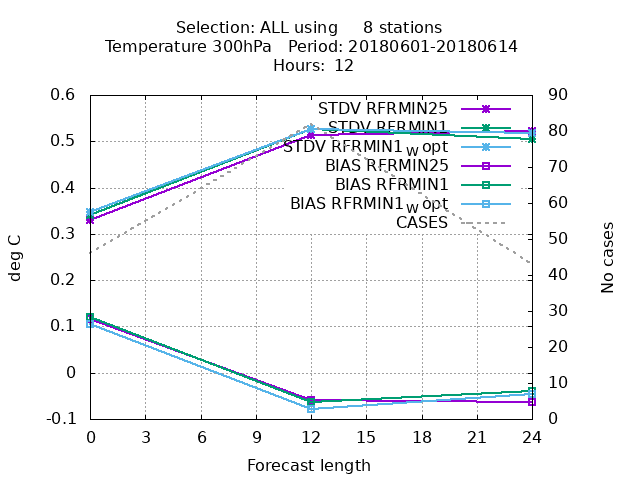 Selection: ALL using 8 stations
Temperature 300hPa Period: 20180601-20180614
Hours: 12
0.6
0.5
0.4
0.3
0.2
0.1
0
-0.1
deg C
STDV RFRMIN25
STDV RFRMIN1
STDV RFRMIN1w opt
BIAS RFRMIN25
BIAS RFRMIN1
BIAS RFRMIN1w opt
CASES
90
80
70
60
50
40
30
20
10
0
No cases
0 3 6 9 12 15 18 21 24
Forecast length